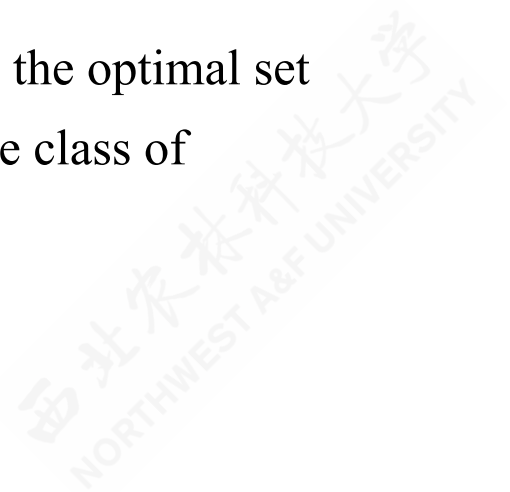 the optimal set
e class of
西北农林科技大学
NORTHWEST A&F UNIVERSITY